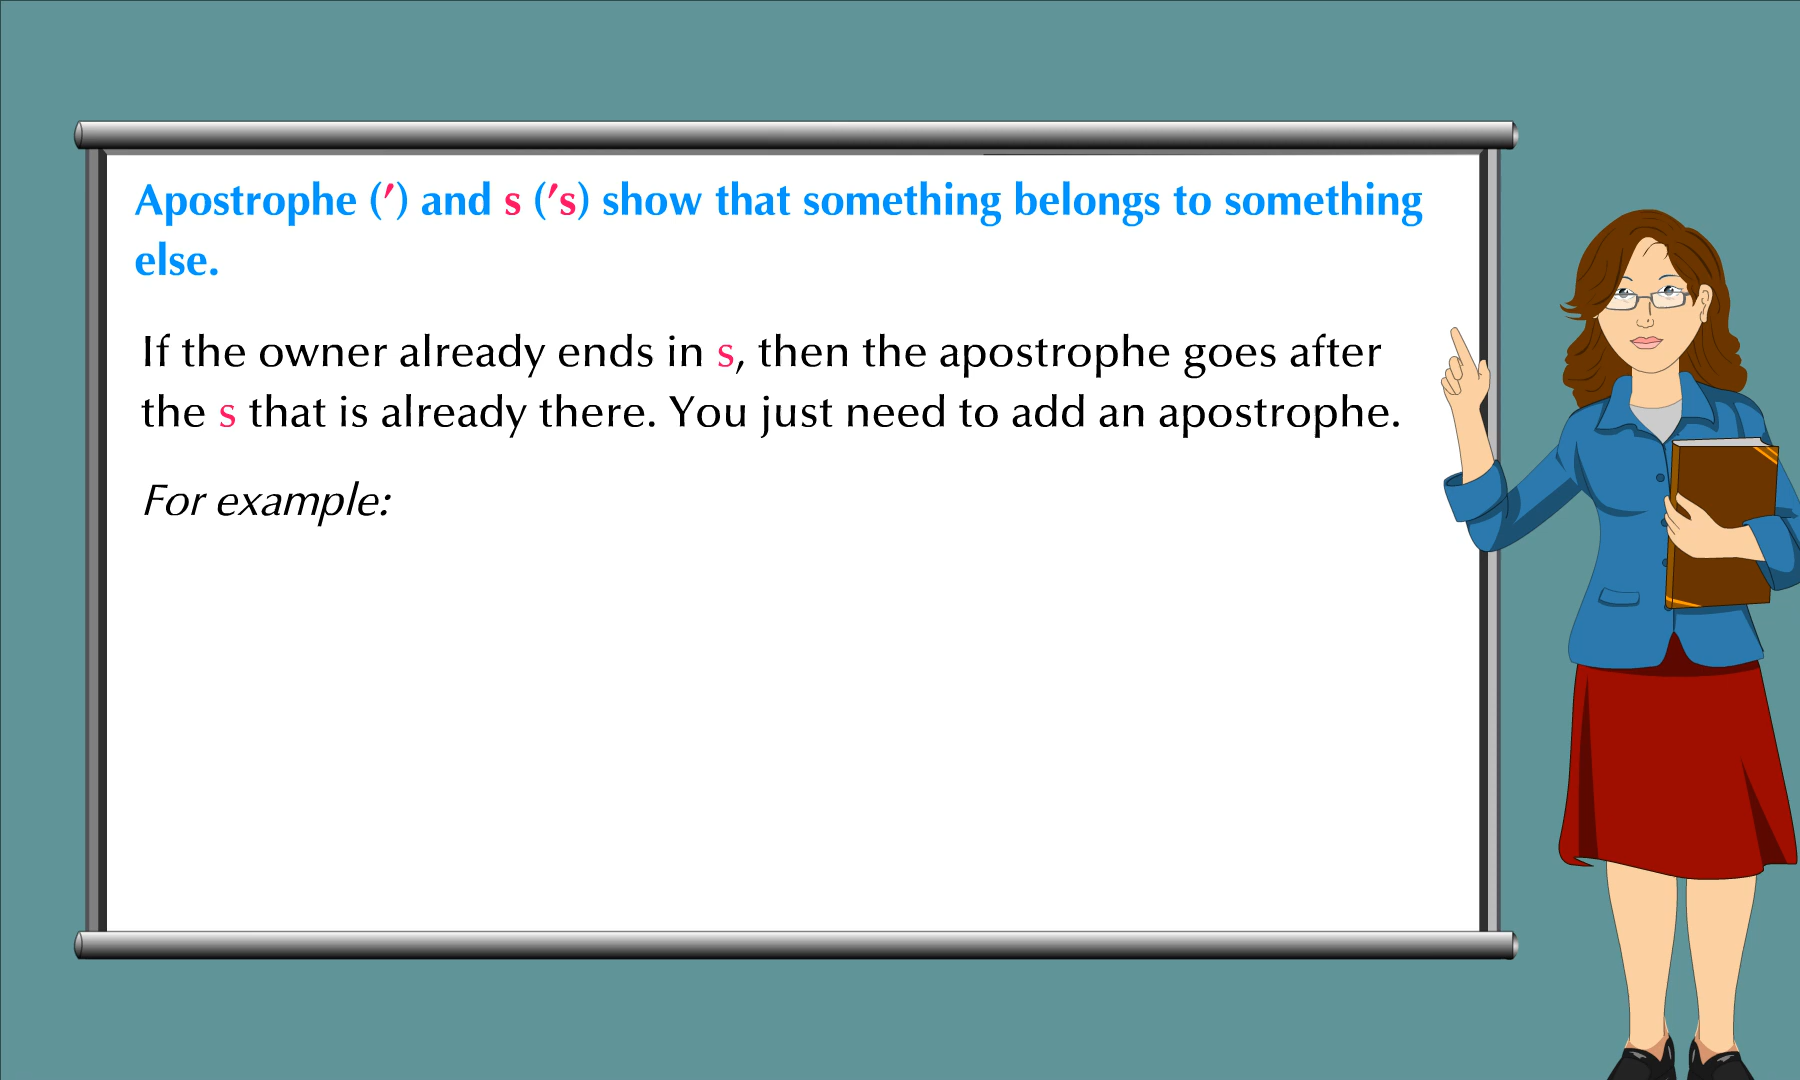 Apostrophe (′) and s (′s) show that something belongs to something
else.
If the owner already ends in s, then the apostrophe goes after
the s that is already there. You just need to add an apostrophe.
For example: